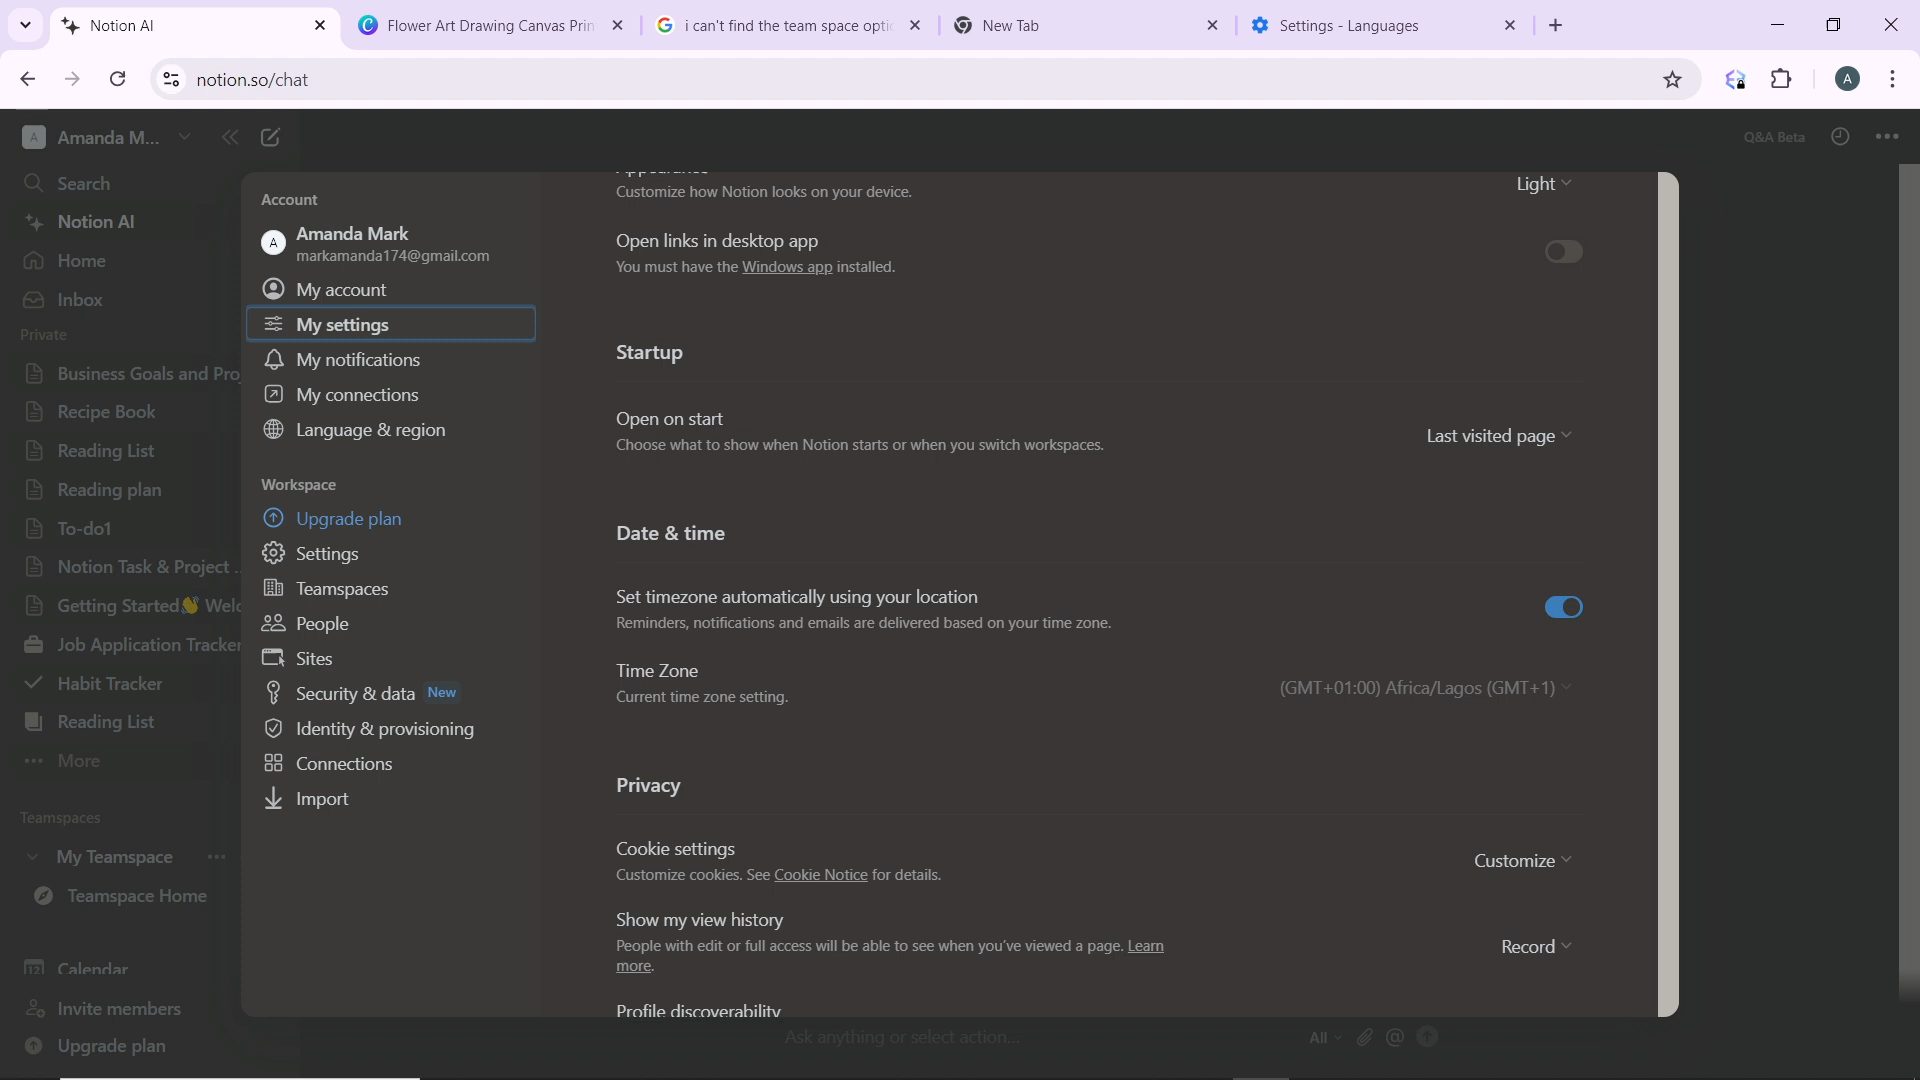 Notion AI
Flower Art Drawing Canvas Prin
i can't find the team space optic
New Tab
Settings - Languages
notion.so/chat
A
A
Amanda M...
Q&A Beta
Search
Notion AI
Home
Inbox
Private
Business Goals and Proj
Recipe Book
Reading List
Reading plan
To-do1
Notion Task & Project ..
Getting Started👋 Welc
Job Application Tracker
Habit Tracker
Reading List
More
Teamspaces
My Teamspace
Teamspace Home
Calendar
Invite members
Upgrade plan
Account
A
Amanda Mark
markamanda174@gmail.com
My account
My settings
My notifications
My connections
Language & region
Workspace
Upgrade plan
Settings
Teamspaces
People
Sites
Security & data New
Identity & provisioning
Connections
Import
Appearance
Customize how Notion looks on your device.
Light
Open links in desktop app
You must have the Windows app installed.
Startup
Open on start
Choose what to show when Notion starts or when you switch workspaces.
Last visited page
Date & time
Set timezone automatically using your location
Reminders, notifications and emails are delivered based on your time zone.
Time Zone
Current time zone setting.
(GMT+01:00) Africa/Lagos (GMT+1)
Privacy
Cookie settings
Customize cookies. See Cookie Notice for details.
Customize
Show my view history
People with edit or full access will be able to see when you've viewed a page. Learn
more.
Record
Profile discoverability
Ask anything or select action...
All